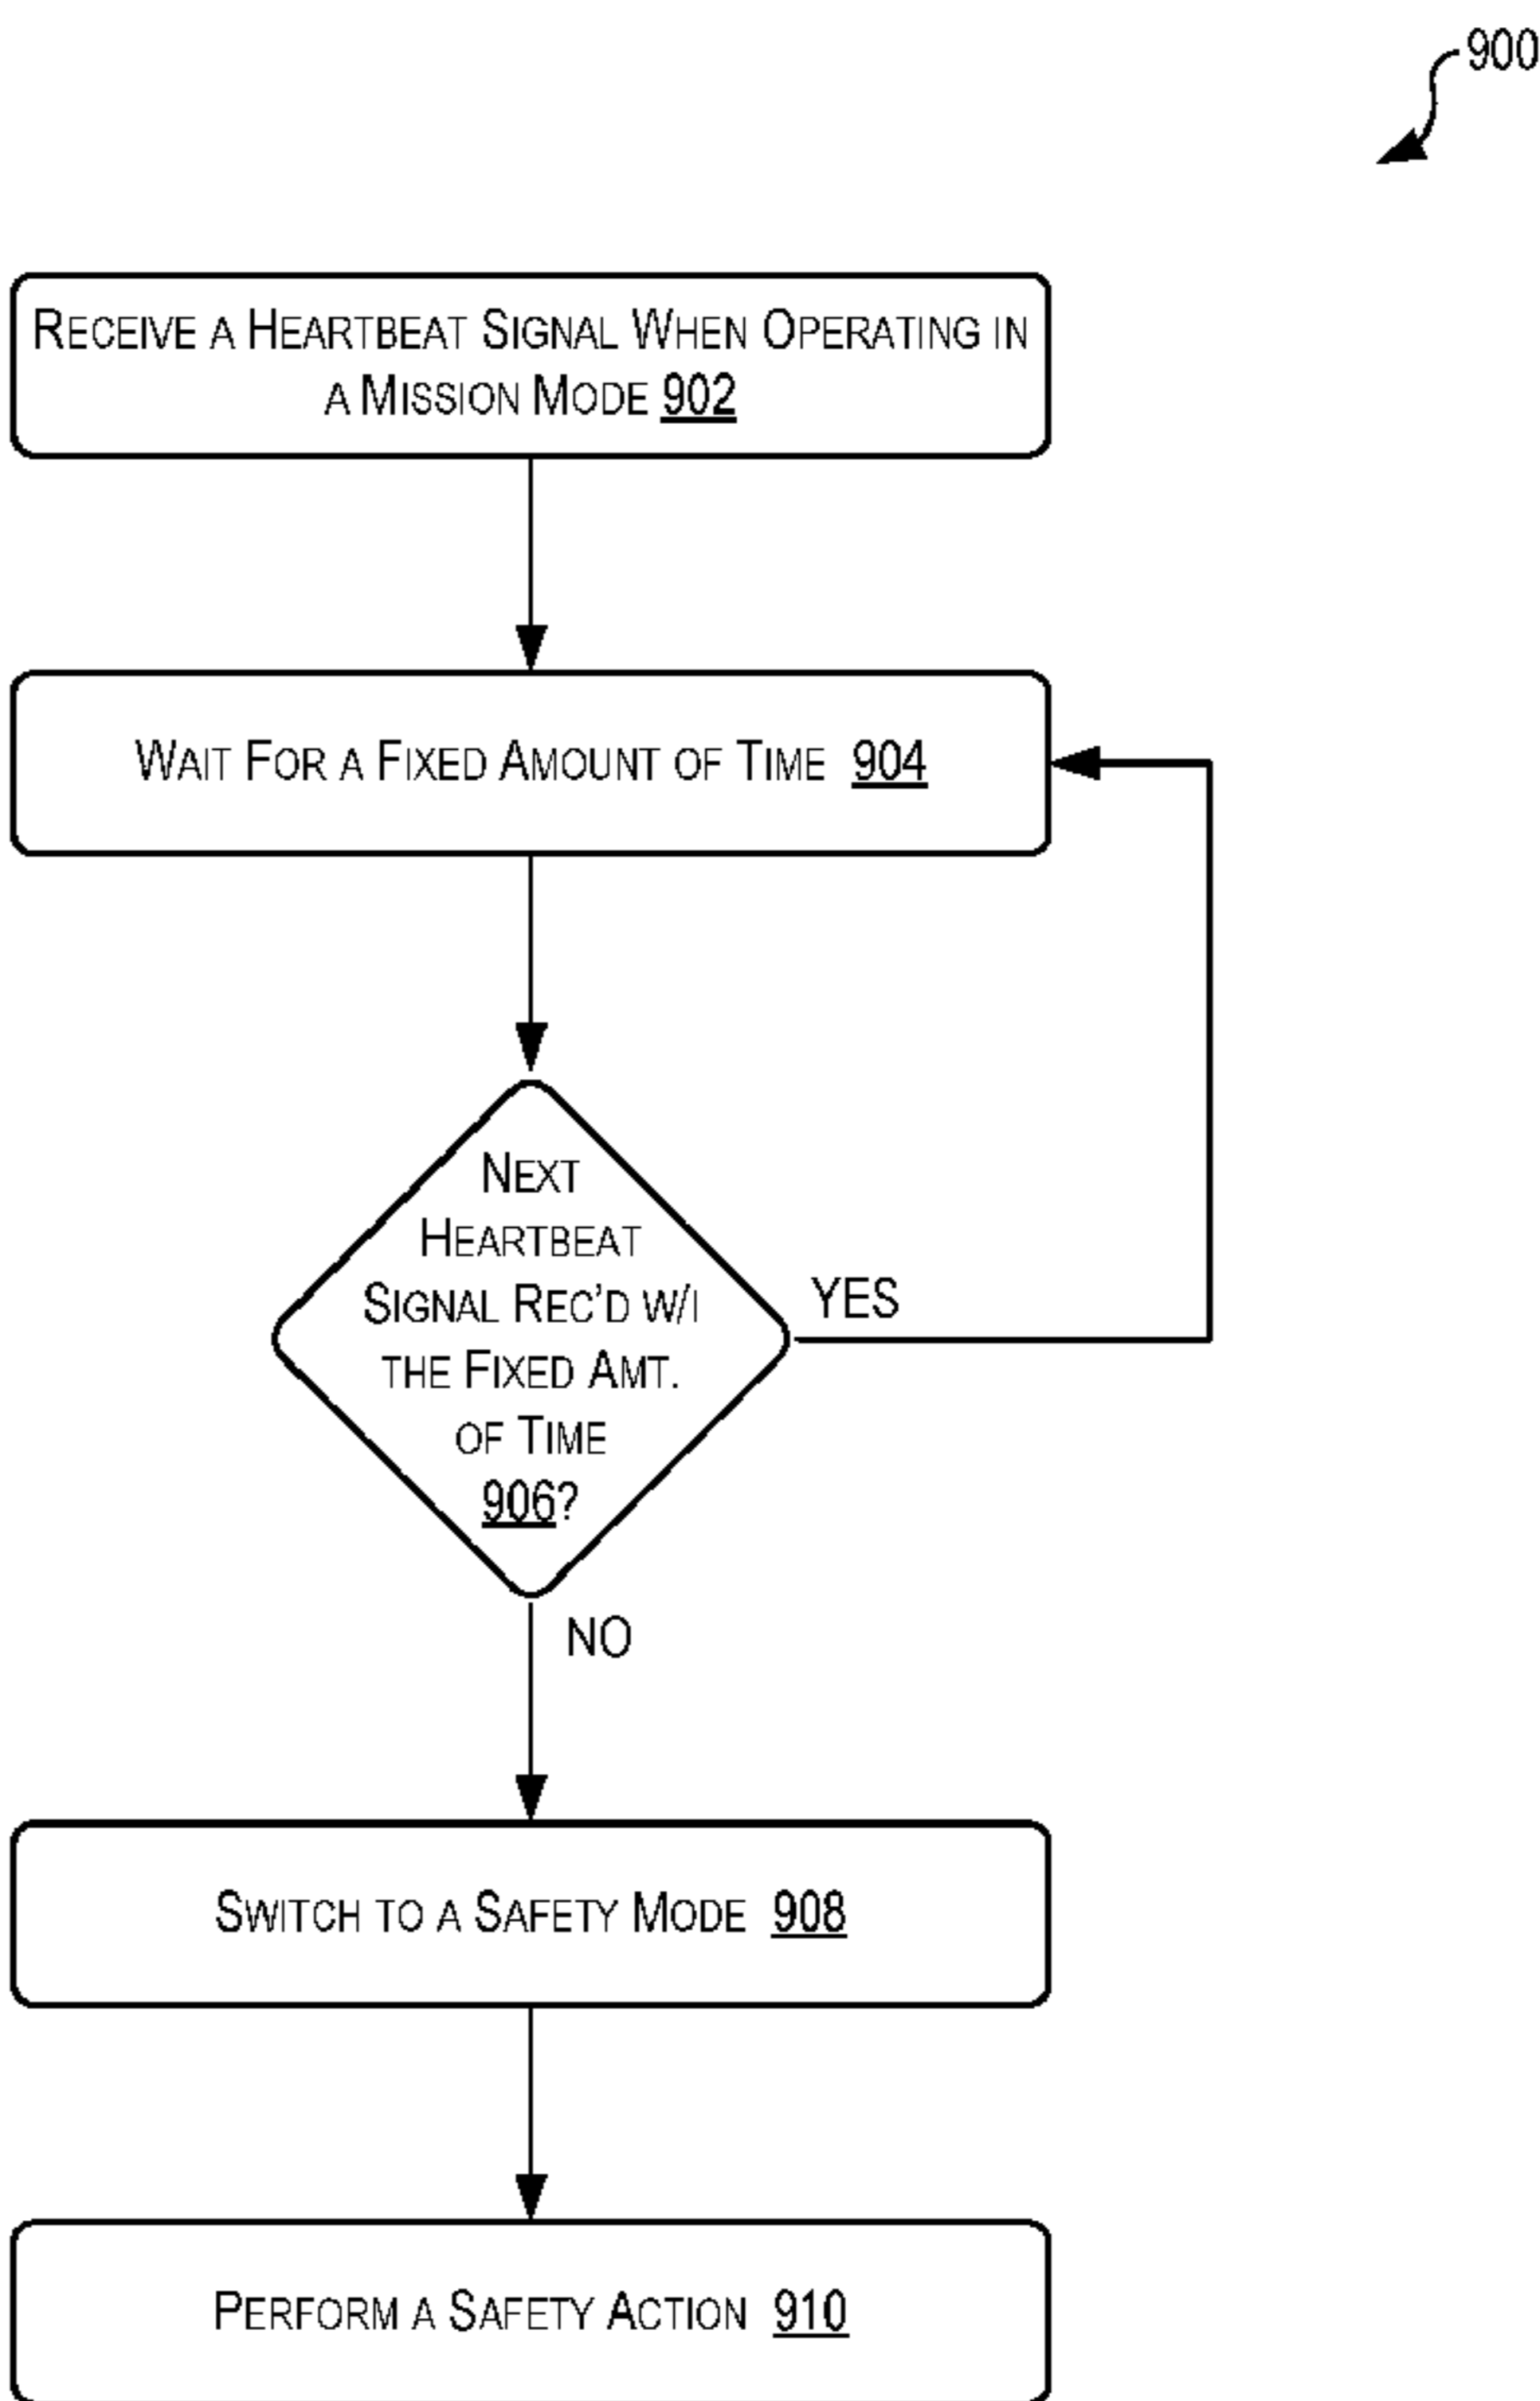 900
Receive a Heartbeat Signal When Operating in
a Mission Mode 902
Wait For a Fixed Amount of Time 904
Next
Heartbeat
Signal Rec'd w/i
the Fixed Amt.
of Time
906?
YES
NO
Switch to a Safety Mode 908
Perform a Safety Action 910